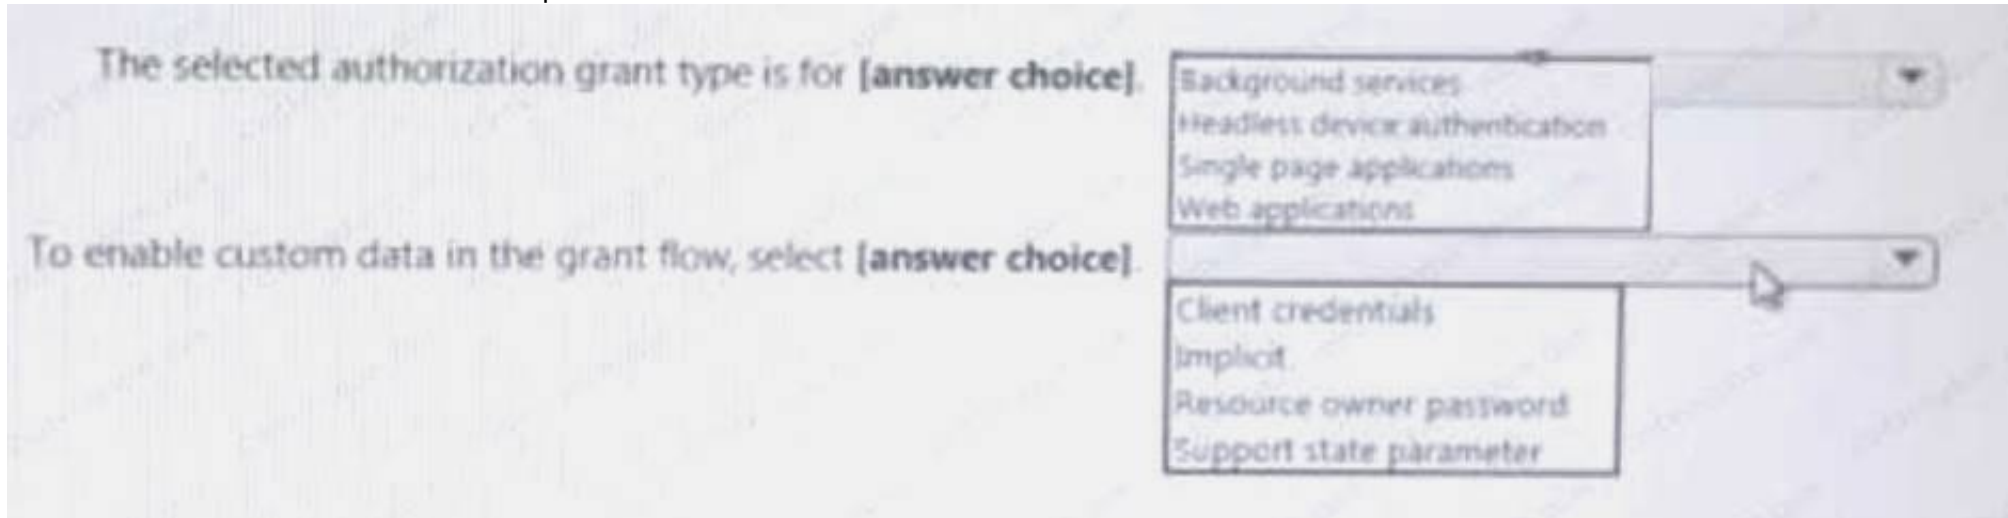 The selected authorization grant type is for [answer choice].
Background services
Headless device authentication
Single page applications
Web applications
To enable custom data in the grant flow, select [answer choice].
Client credentials
Implicit
Resource owner password
Support state parameter